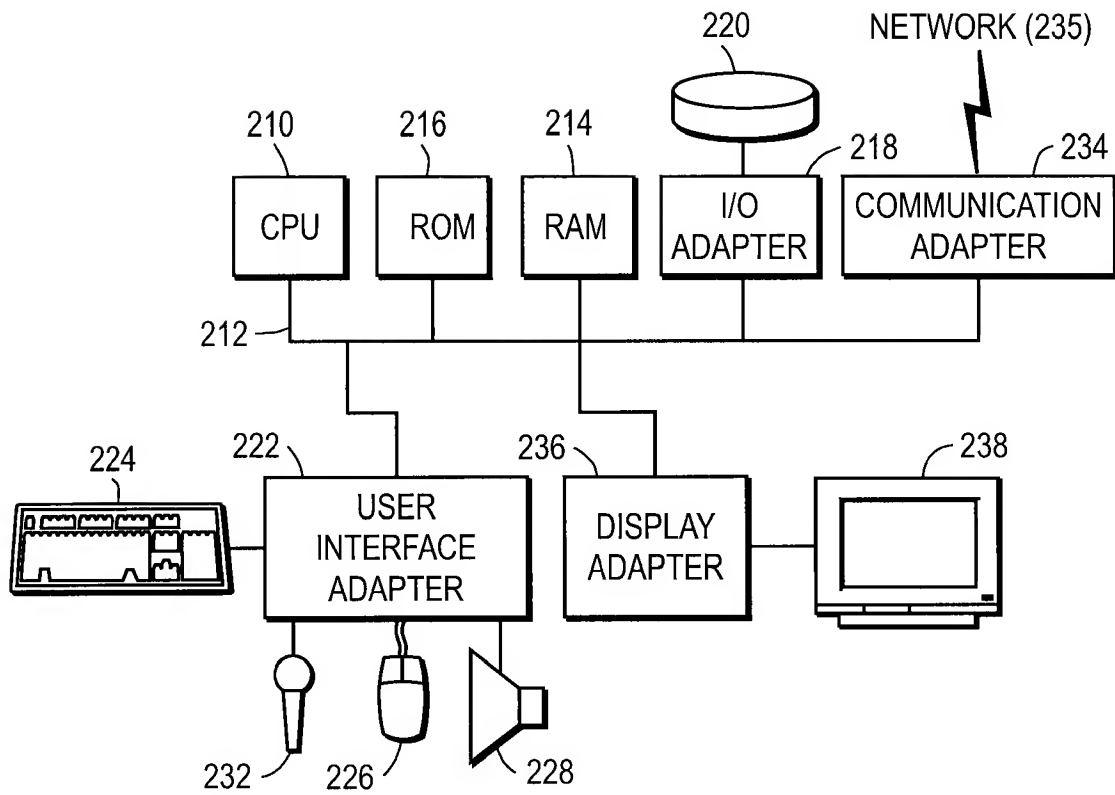 220
NETWORK (235)
210
216
214
218
234
CPU
ROM
RAM
I/O
ADAPTER
COMMUNICATION
ADAPTER
212
224
222
236
238
USER
INTERFACE
ADAPTER
DISPLAY
ADAPTER
232
226
228